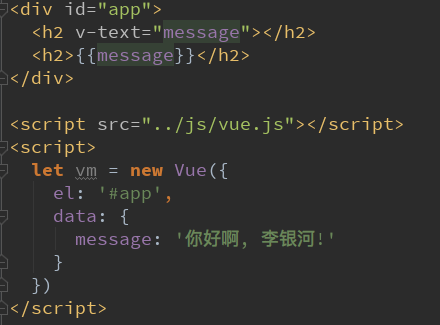 <div id="app">
  <h2 v-text="message"></h2>
  <h2>{{message}}</h2>
</div>

<script src="../js/vue.js"></script>
<script>
  let vm = new Vue({
    el: '#app',
    data: {
      message: '你好啊, 李银河!'
    }
  })
</script>